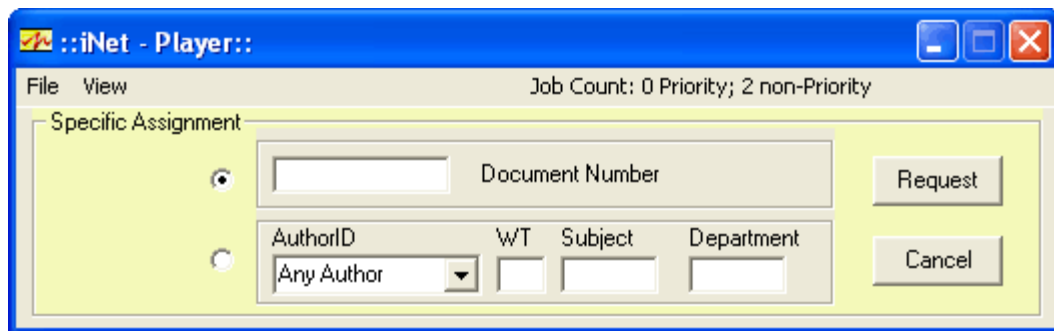 ::iNet - Player::
File View Job Count: 0 Priority; 2 non-Priority
Specific Assignment
Document Number
Request
AuthorID WT Subject Department
Any Author
Cancel